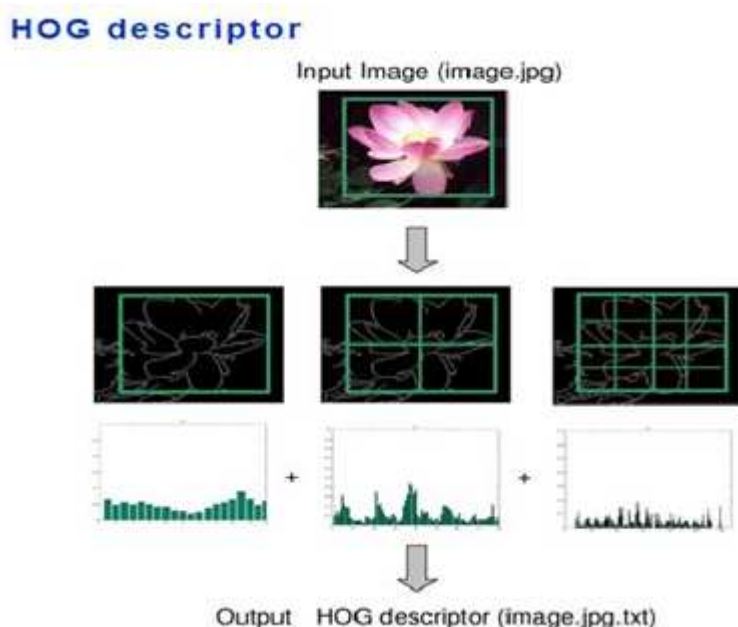 HOG descriptor
Input Image (image.jpg)
+ +
Output HOG descriptor (image.jpg.txt)